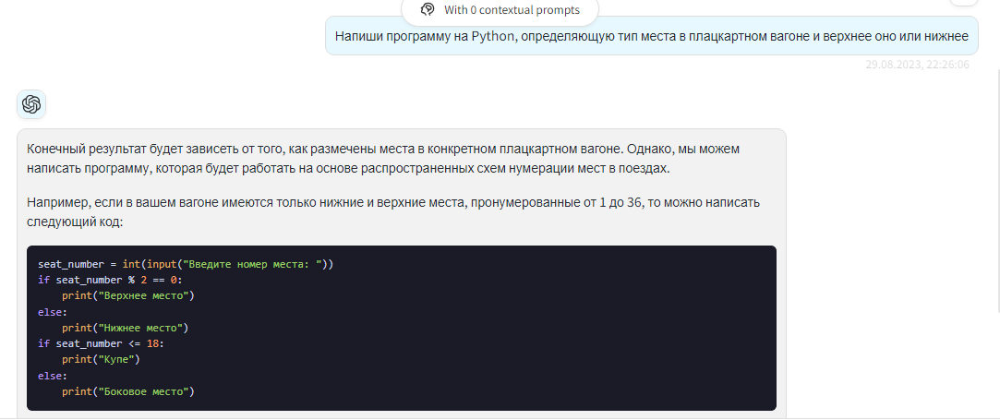 With 0 contextual prompts
Напиши программу на Python, определяющую тип места в плацкартном вагоне и верхнее оно или нижнее
29.08.2023, 22:26:06
Конечный результат будет зависеть от того, как размечены места в конкретном плацкартном вагоне. Однако, мы можем
написать программу, которая будет работать на основе распространенных схем нумерации мест в поездах.
Например, если в вашем вагоне имеются только нижние и верхние места, пронумерованные от 1 до 36, то можно написать
следующий код:
seat_number = int(input("Введите номер места: "))
if seat_number % 2 == 0:
    print("Верхнее место")
else:
    print("Нижнее место")
if seat_number <= 18:
    print("Купе")
else:
    print("Боковое место")